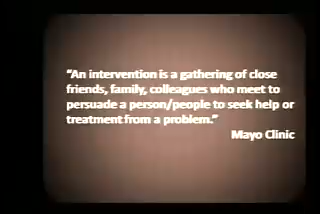 “An intervention is a gathering of close
friends, family, colleagues who meet to
persuade a person/people to seek help or
treatment from a problem.”
Mayo Clinic